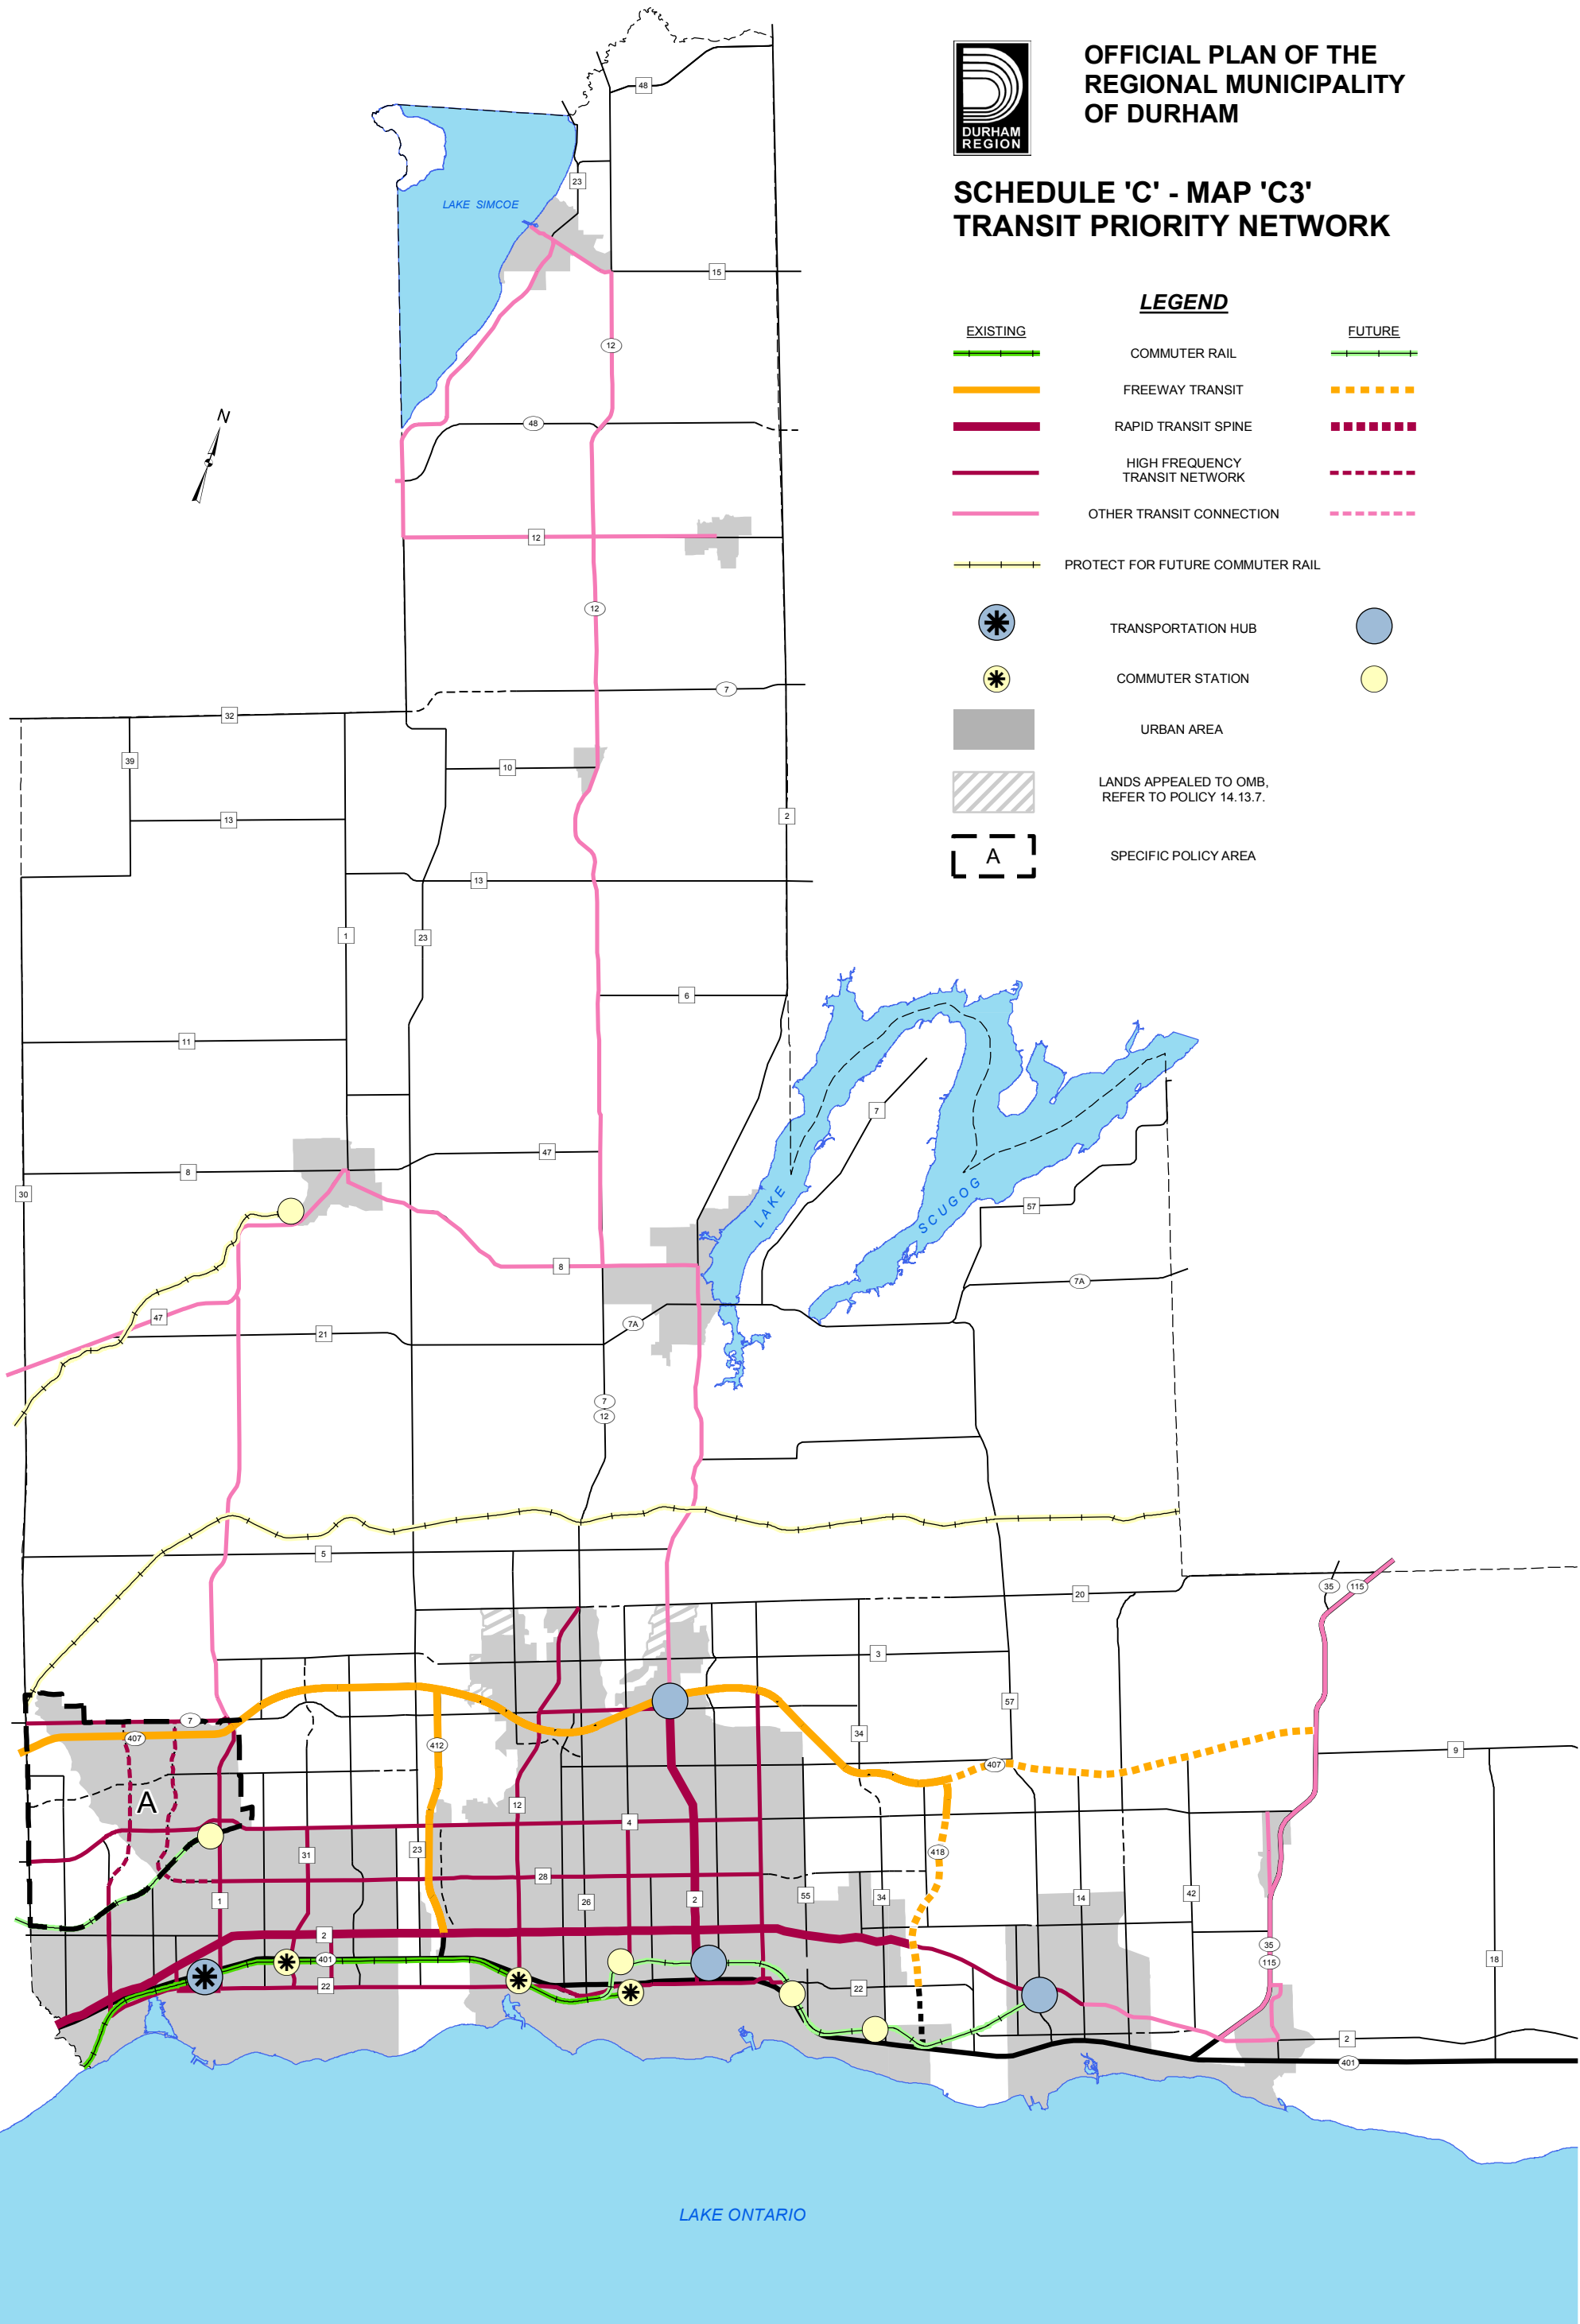 OFFICIAL PLAN OF THE
REGIONAL MUNICIPALITY
OF DURHAM
DURHAM
REGION
SCHEDULE 'C' - MAP 'C3'
TRANSIT PRIORITY NETWORK
LEGEND
EXISTING
FUTURE
COMMUTER RAIL
FREEWAY TRANSIT
RAPID TRANSIT SPINE
HIGH FREQUENCY
TRANSIT NETWORK
OTHER TRANSIT CONNECTION
PROTECT FOR FUTURE COMMUTER RAIL
TRANSPORTATION HUB
COMMUTER STATION
URBAN AREA
LANDS APPEALED TO OMB,
REFER TO POLICY 14.13.7.
A
SPECIFIC POLICY AREA
N
48
23
LAKE SIMCOE
15
12
48
12
12
7
32
39
10
13
2
13
1
23
6
11
7
47
8
30
LAKE
SCUGOG
57
8
7A
47
21
7A
7
12
5
35
115
20
3
57
7
407
34
412
9
407
A
12
4
23
31
418
28
1
26
2
55
34
14
42
2
401
35
115
18
22
22
2
401
LAKE ONTARIO